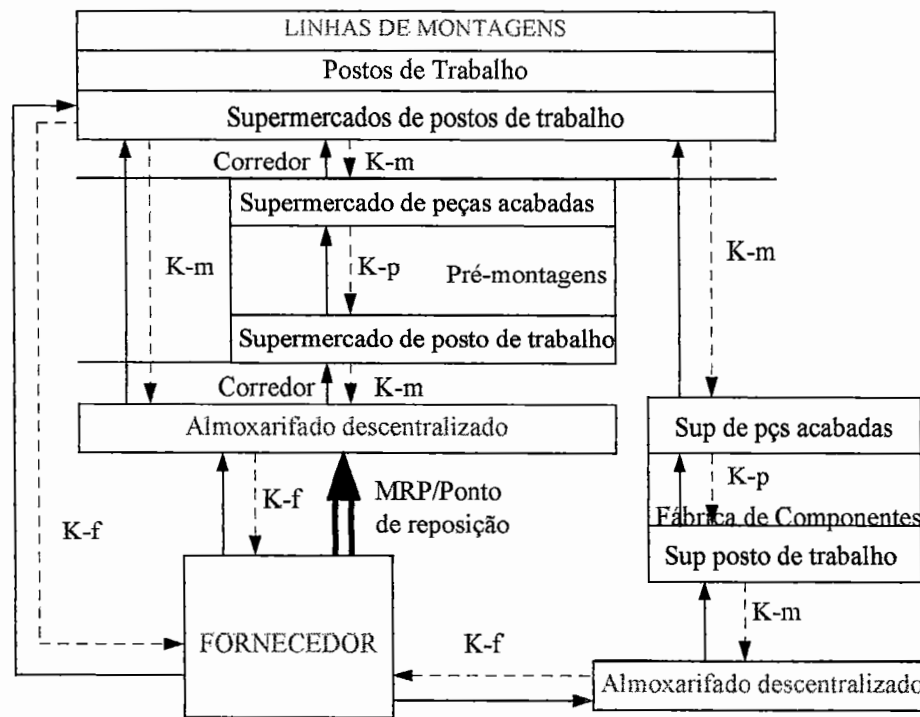 LINHAS DE MONTAGENS
Postos de Trabalho
Supermercados de postos de trabalho
Corredor
K-m
Supermercado de peças acabadas
K-m
K-p
Pré-montagens
K-m
Supermercado de posto de trabalho
Corredor
K-m
Almoxarifado descentralizado
Sup de pçs acabadas
K-p
K-f
MRP/Ponto
de reposição
Fábrica de Componentes
K-f
Sup posto de trabalho
K-m
FORNECEDOR
K-f
Almoxarifado descentralizado